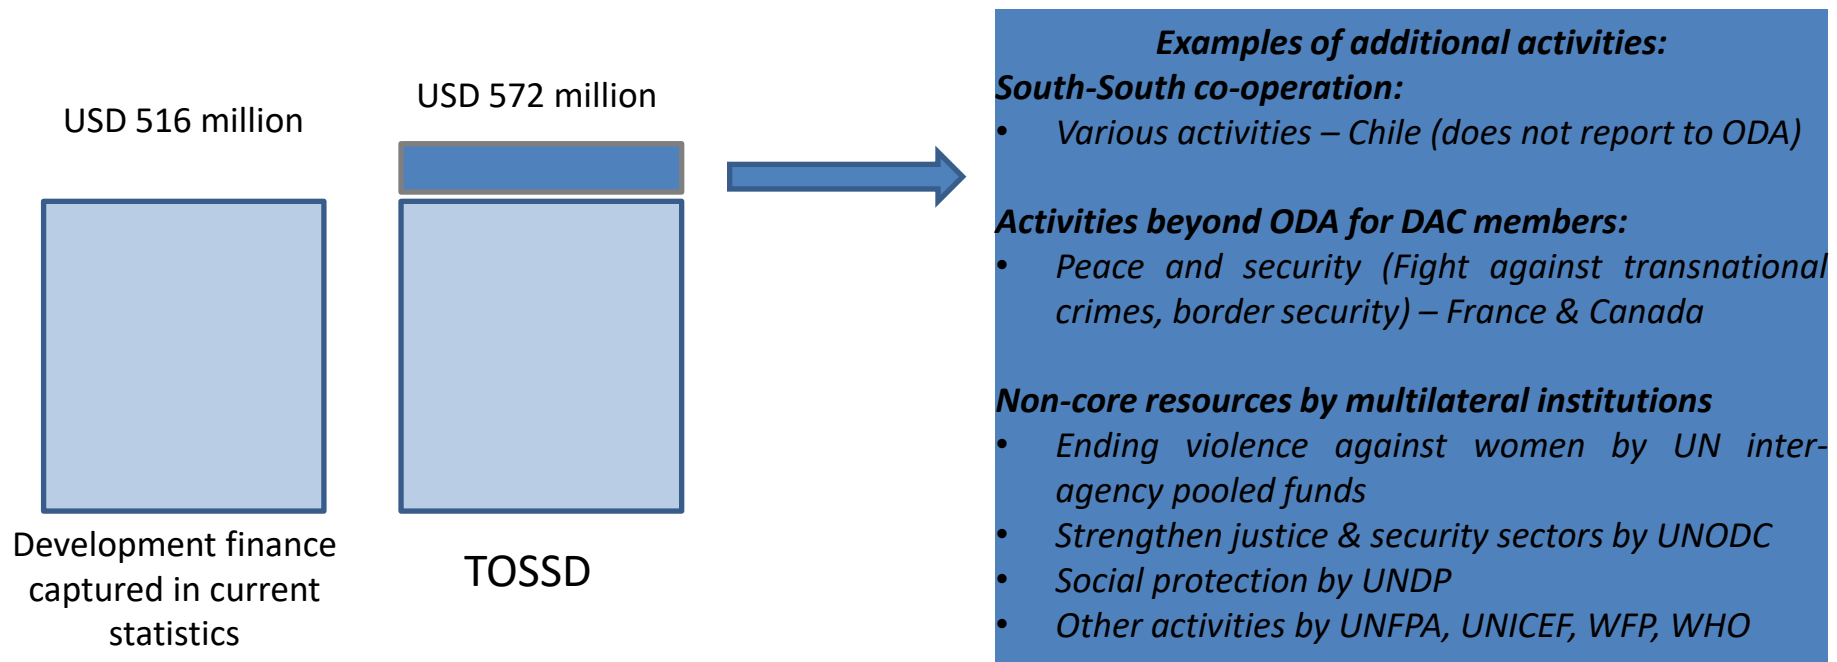 USD 516 million
USD 572 million
Development finance
captured in current
statistics
TOSSD
Examples of additional activities:
South-South co-operation:
• Various activities – Chile (does not report to ODA)
Activities beyond ODA for DAC members:
• Peace and security (Fight against transnational
crimes, border security) – France & Canada
Non-core resources by multilateral institutions
• Ending violence against women by UN inter-
agency pooled funds
• Strengthen justice & security sectors by UNODC
• Social protection by UNDP
• Other activities by UNFPA, UNICEF, WFP, WHO